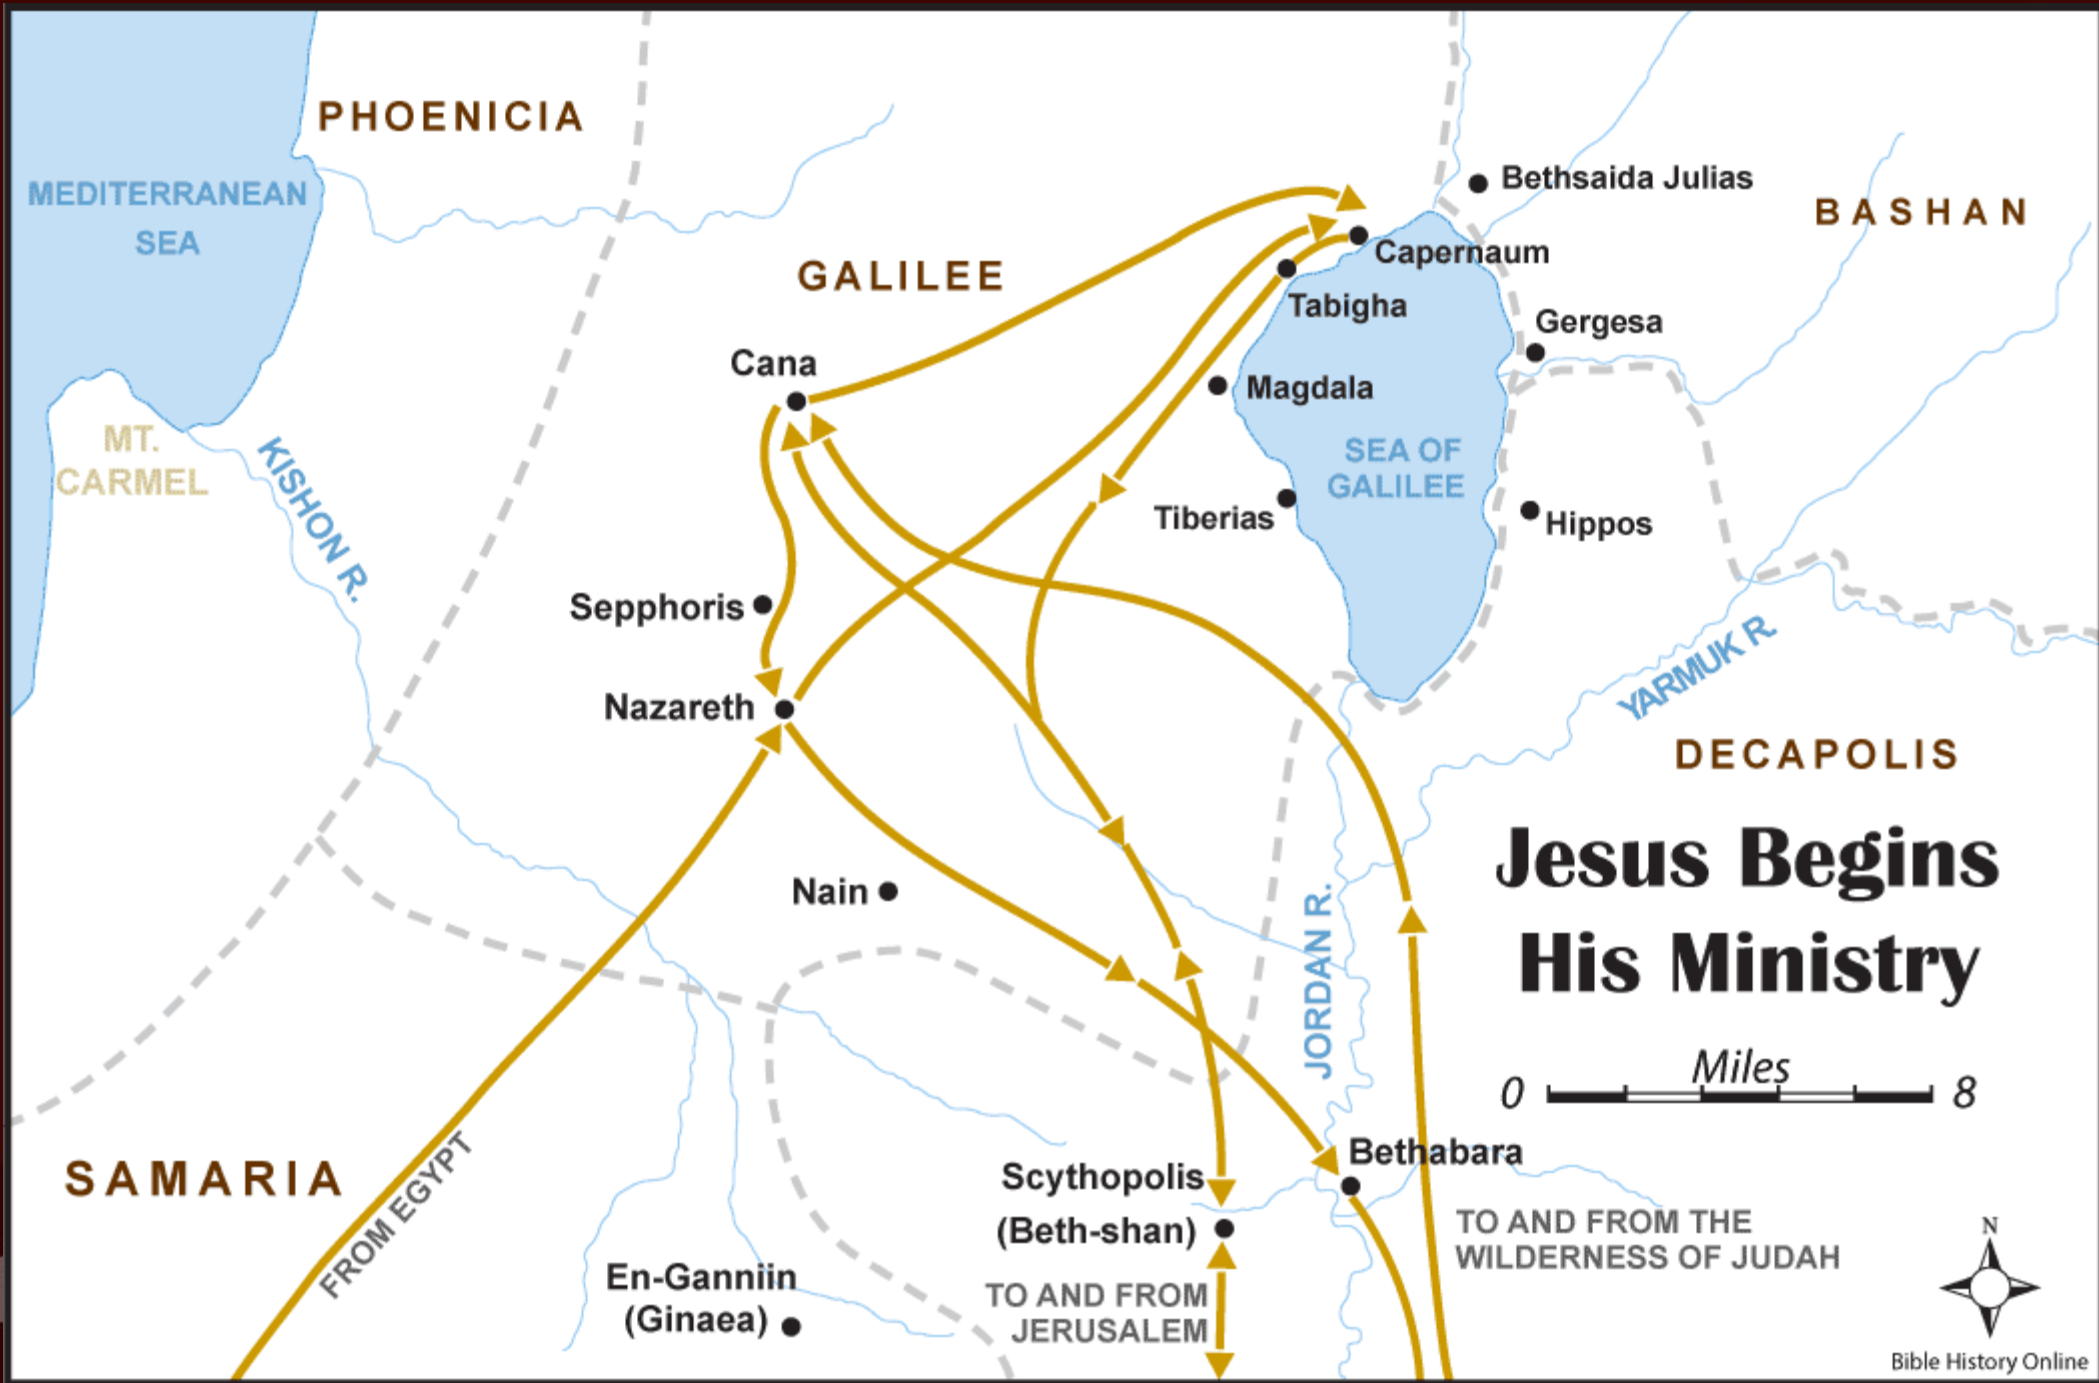 PHOENICIA
MEDITERRANEAN
SEA
Bethsaida Julias
BASHAN
Capernaum
GALILEE
Tabigha
Gergesa
Cana
Magdala
MT.
CARMEL
KISHON R.
SEA OF
GALILEE
Tiberias
Hippos
Sepphoris
Nazareth
YARMUK R.
DECAPOLIS
Jesus Begins
His Ministry
Nain
JORDAN R.
Miles
0 8
SAMARIA
FROM EGYPT
Scythopolis
(Beth-shan)
Bethabara
TO AND FROM THE
WILDERNESS OF JUDAH
En-Ganniin
(Ginaea)
TO AND FROM
JERUSALEM
N
Bible History Online